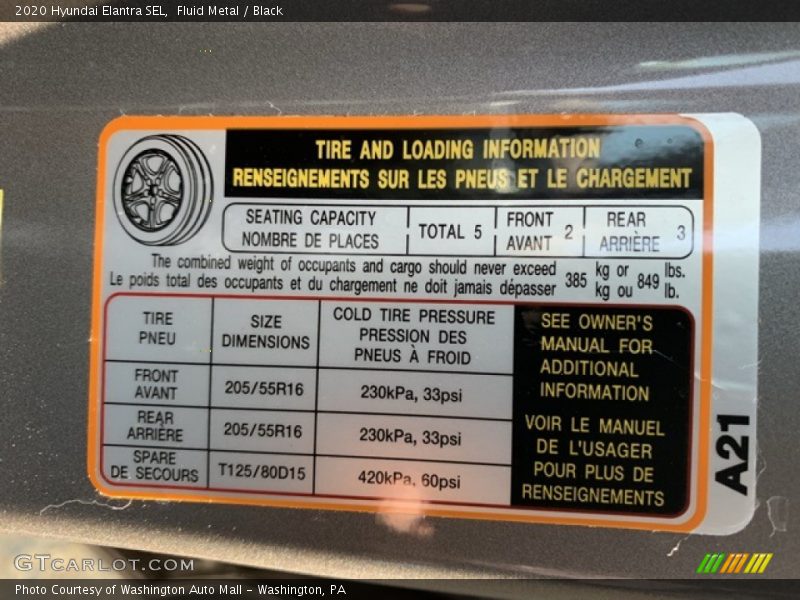 2020 Hyundai Elantra SEL,  Fluid Metal / Black
TIRE AND LOADING INFORMATION
RENSEIGNEMENTS SUR LES PNEUS ET LE CHARGEMENT
SEATING CAPACITY
NOMBRE DE PLACES
TOTAL 5
FRONT
AVANT
2
REAR
ARRIÈRE
3
The combined weight of occupants and cargo should never exceed
Le poids total des occupants et du chargement ne doit jamais dépasser
385
kg or
kg ou
849
lbs.
lb.
TIRE
PNEU
SIZE
DIMENSIONS
COLD TIRE PRESSURE
PRESSION DES
PNEUS À FROID
FRONT
AVANT
205/55R16
230kPa, 33psi
REAR
ARRIÈRE
205/55R16
230kPa, 33psi
SPARE
DE SECOURS
T125/80D15
420kPa, 60psi
SEE OWNER'S
MANUAL FOR
ADDITIONAL
INFORMATION
VOIR LE MANUEL
DE L'USAGER
POUR PLUS DE
RENSEIGNEMENTS
A21
GTCARLOT.COM
Photo Courtesy of Washington Auto Mall - Washington, PA